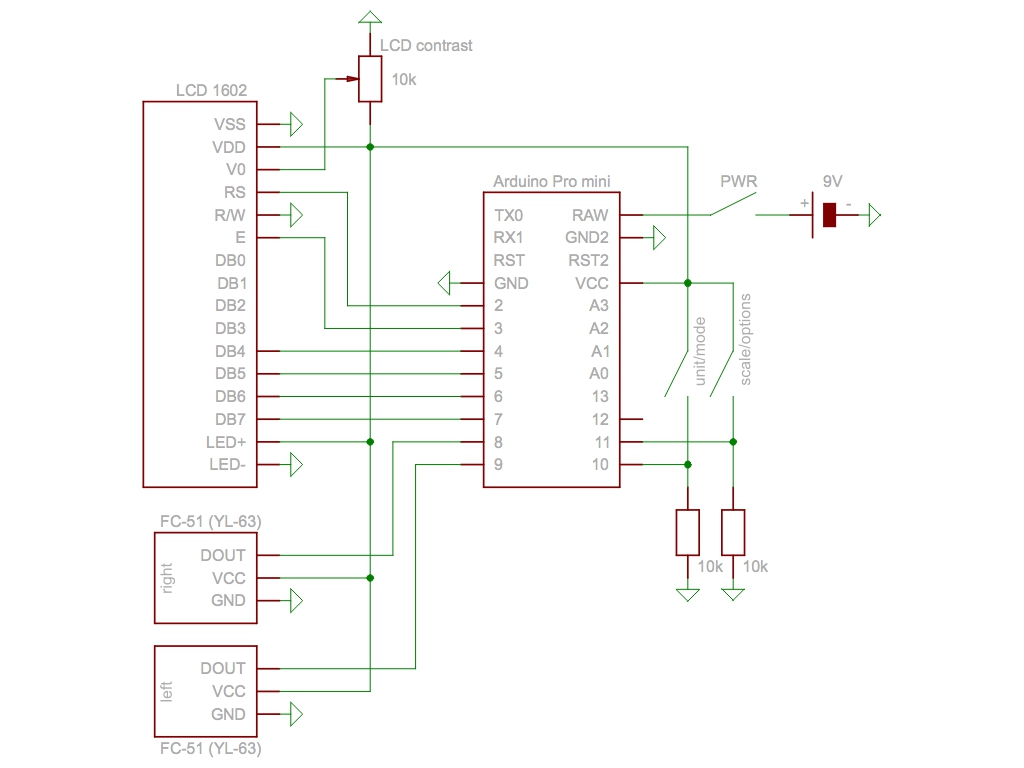 LCD contrast
10k
LCD 1602
VSS
VDD
V0
RS
R/W
E
DB0
DB1
DB2
DB3
DB4
DB5
DB6
DB7
LED+
LED-
Arduino Pro mini
TX0 RAW
RX1 GND2
RST RST2
GND VCC
2 A3
3 A2
4 A1
5 A0
6 13
7 12
8 11
9 10
PWR
9V
+ -
unit/mode
scale/options
10k 10k
FC-51 (YL-63)
right
DOUT
VCC
GND
left
DOUT
VCC
GND
FC-51 (YL-63)